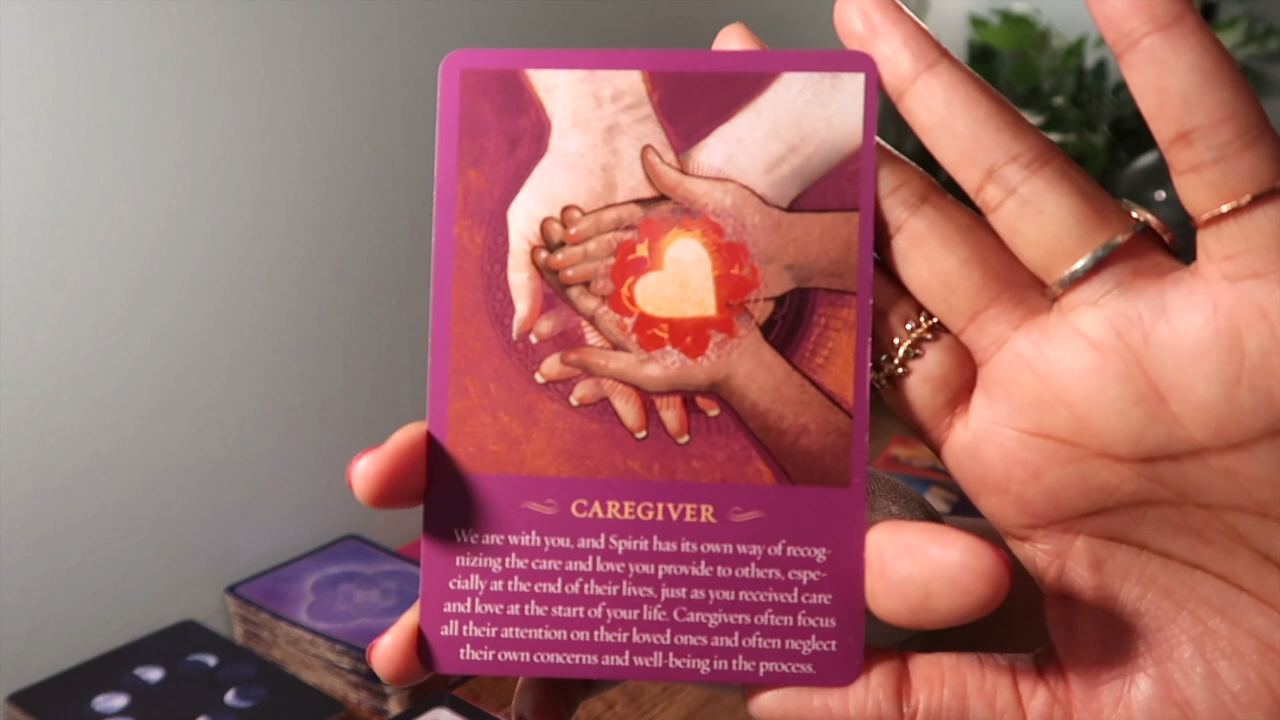 CAREGIVER
We are with you, and Spirit has its own way of recog-
nizing the care and love you provide to others, espe-
cially at the end of their lives, just as you received care
and love at the start of your life. Caregivers often focus
all their attention on their loved ones and often neglect
their own concerns and well-being in the process.